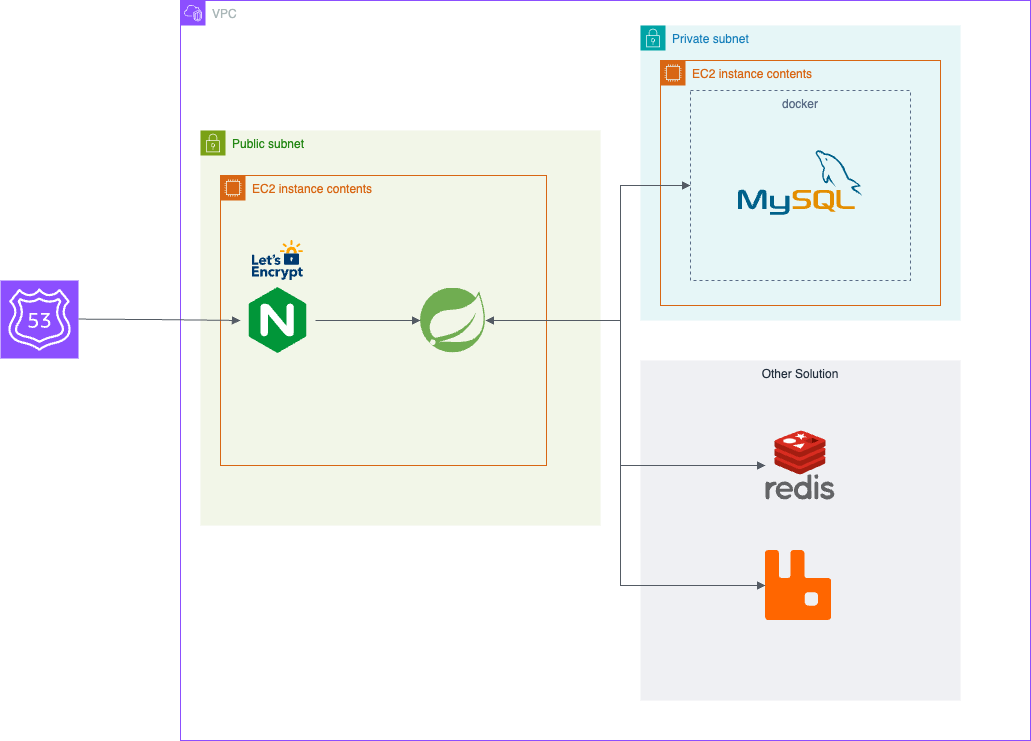 VPC
Private subnet
EC2 instance contents
docker
MySQL
Public subnet
EC2 instance contents
Let's
Encrypt
53
N
Other Solution
redis